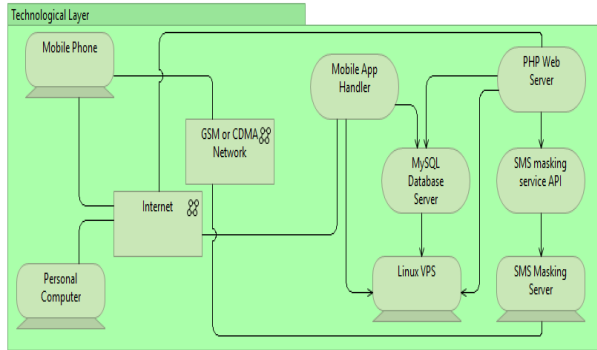 Technological Layer
Mobile Phone
Mobile App
Handler
PHP Web
Server
GSM or CDMA
Network
MySQL
Database
Server
SMS masking
service API
Internet
Personal
Computer
Linux VPS
SMS Masking
Server